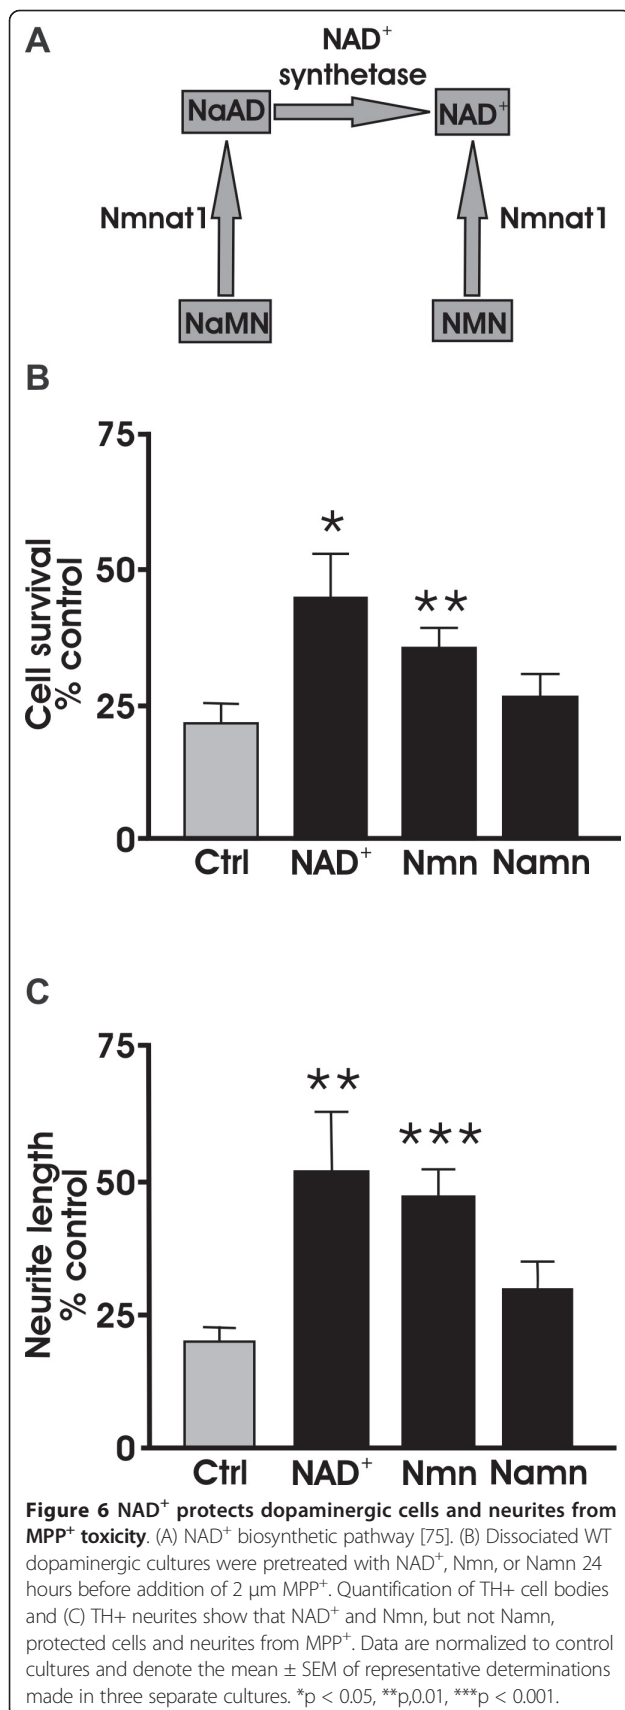 A
NAD⁺
synthetase
NaAD
NAD⁺
Nmnat1
Nmnat1
NaMN
NMN
B
75
50
25
0
Cell survival
% control
*
**
Ctrl NAD⁺ Nmn Namn
C
75
50
25
0
Neurite length
% control
**
***
Ctrl NAD⁺ Nmn Namn
Figure 6 NAD⁺ protects dopaminergic cells and neurites from
MPP⁺ toxicity. (A) NAD⁺ biosynthetic pathway [75]. (B) Dissociated WT
dopaminergic cultures were pretreated with NAD⁺, Nmn, or Namn 24
hours before addition of 2 μm MPP⁺. Quantification of TH+ cell bodies
and (C) TH+ neurites show that NAD⁺ and Nmn, but not Namn,
protected cells and neurites from MPP⁺. Data are normalized to control
cultures and denote the mean ± SEM of representative determinations
made in three separate cultures. *p < 0.05, **p,0.01, ***p < 0.001.